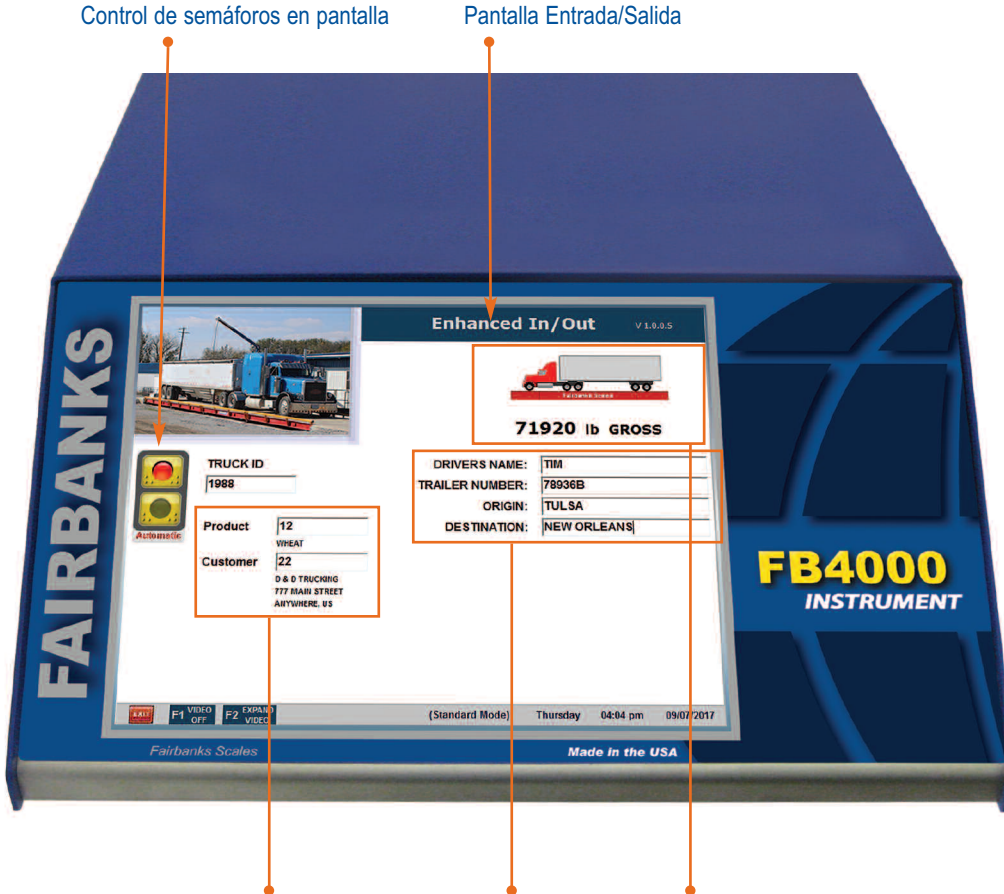 Control de semáforos en pantalla
Pantalla Entrada/Salida
FAIRBANKS
Enhanced In/Out V 1.0.0.5
71920 lb GROSS
TRUCK ID
1988
Automatic
Product 12
WHEAT
Customer 22
D & D TRUCKING
777 MAIN STREET
ANYWHERE, US
DRIVERS NAME: TIM
TRAILER NUMBER: 78936B
ORIGIN: TULSA
DESTINATION: NEW ORLEANS
FB4000
INSTRUMENT
EXIT
F1 VIDEO OFF
F2 EXPAND VIDEO
(Standard Mode) Thursday 04:04 pm 09/07/2017
Fairbanks Scales
Made in the USA